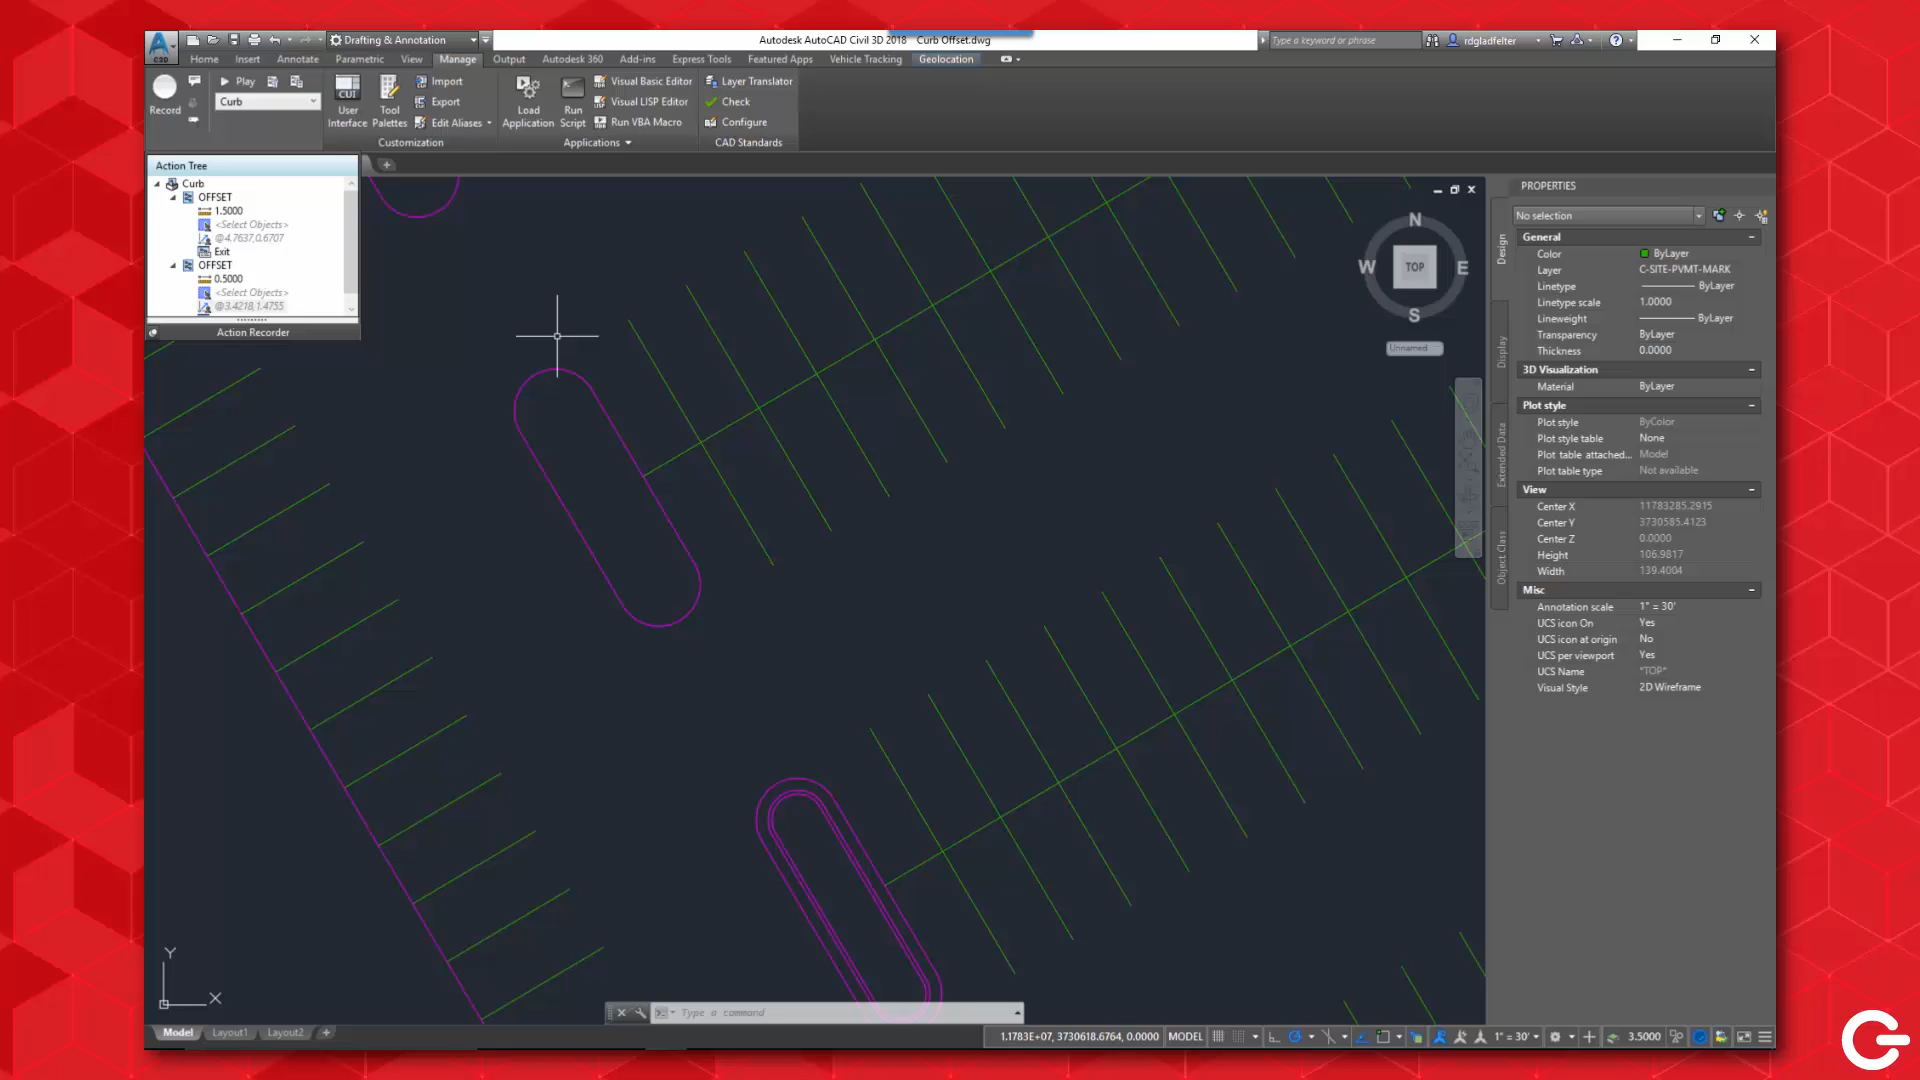 Drafting & Annotation
Autodesk AutoCAD Civil 3D 2018 Curb Offset.dwg
Type a keyword or phrase
rdgladfelter
C3D
Home Insert Annotate Parametric View Manage Output Autodesk 360 Add-ins Express Tools Featured Apps Vehicle Tracking Geolocation
Record
Play
Curb
CUI
User Interface
Tool Palettes
Import
Export
Edit Aliases
Customization
Load Application
Run Script
Visual Basic Editor
Visual LISP Editor
Run VBA Macro
Applications
Layer Translator
Check
Configure
CAD Standards
Action Tree
Curb
OFFSET
1.5000
<Select Objects>
@4.7637,0.6707
Exit
OFFSET
0.5000
<Select Objects>
@3.4218,1.4755
Action Recorder
N
W TOP E
S
Unnamed
PROPERTIES
No selection
Design
Display
Extended Data
Object Class
General
Color ByLayer
Layer C-SITE-PVMT-MARK
Linetype ByLayer
Linetype scale 1.0000
Lineweight ByLayer
Transparency ByLayer
Thickness 0.0000
3D Visualization
Material ByLayer
Plot style
Plot style ByColor
Plot style table None
Plot table attached... Model
Plot table type Not available
View
Center X 11783285.2915
Center Y 3730585.4123
Center Z 0.0000
Height 106.9817
Width 139.4004
Misc
Annotation scale 1" = 30'
UCS icon On Yes
UCS icon at origin No
UCS per viewport Yes
UCS Name *TOP*
Visual Style 2D Wireframe
Y
X
Type a command
Model Layout1 Layout2
1.1783E+07, 3730618.6764, 0.0000 MODEL 1" = 30' 3.5000